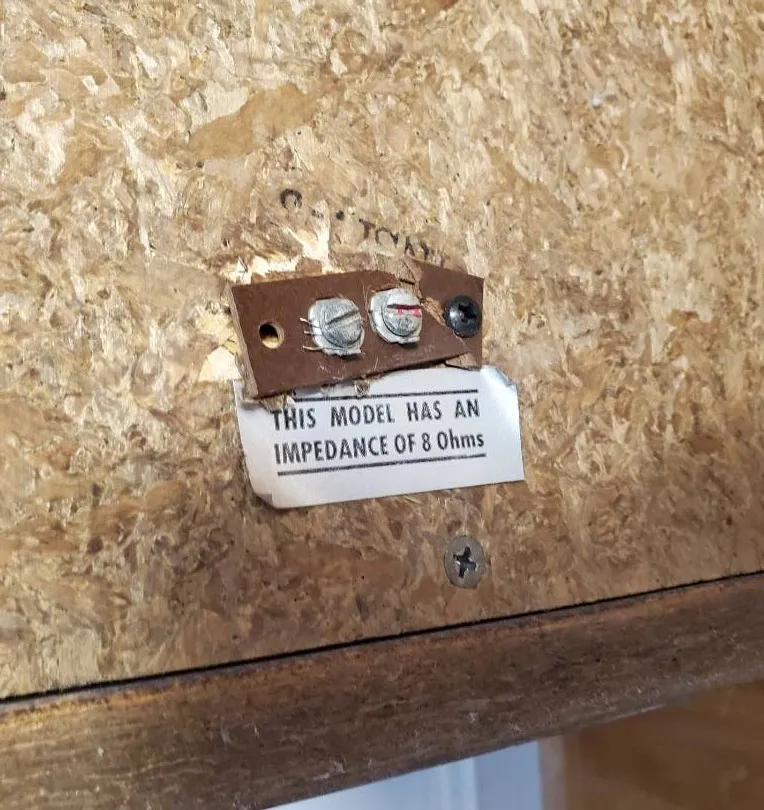 THIS MODEL HAS AN
IMPEDANCE OF 8 Ohms